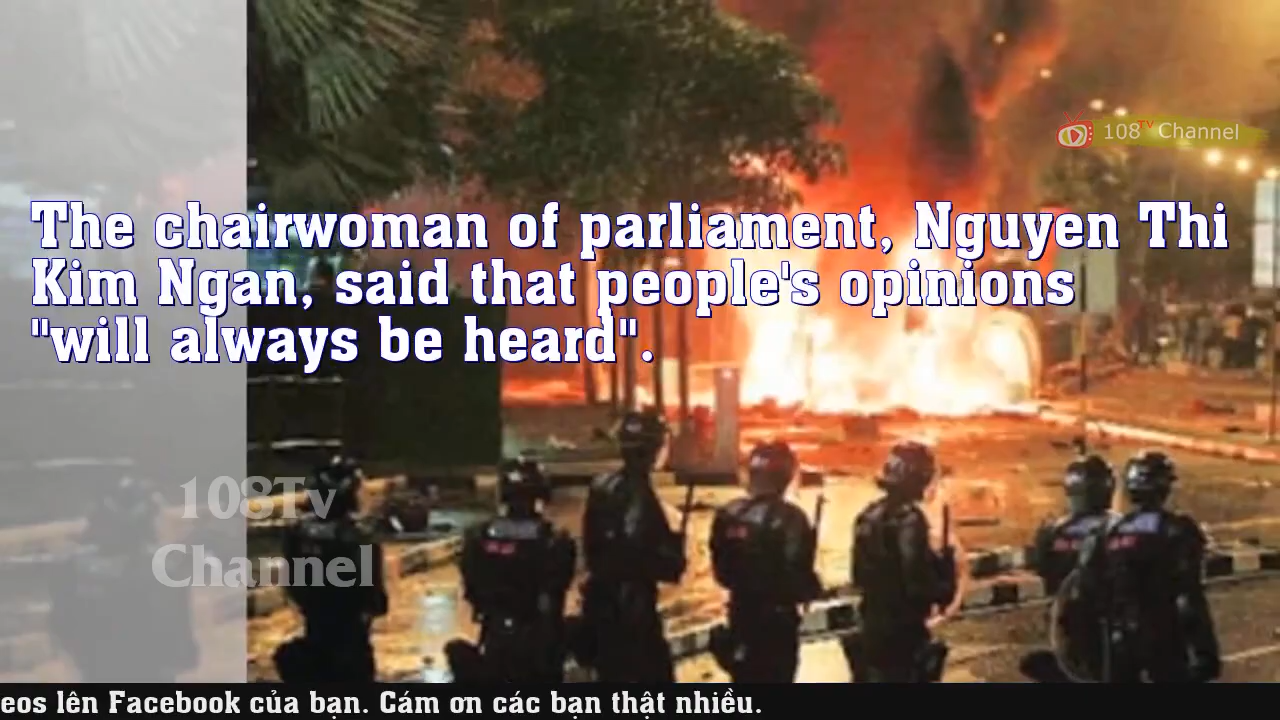 108TV Channel
The chairwoman of parliament, Nguyen Thi
Kim Ngan, said that people's opinions
"will always be heard".
108Tv
Channel
eos lên Facebook của bạn. Cám ơn các bạn thật nhiều.